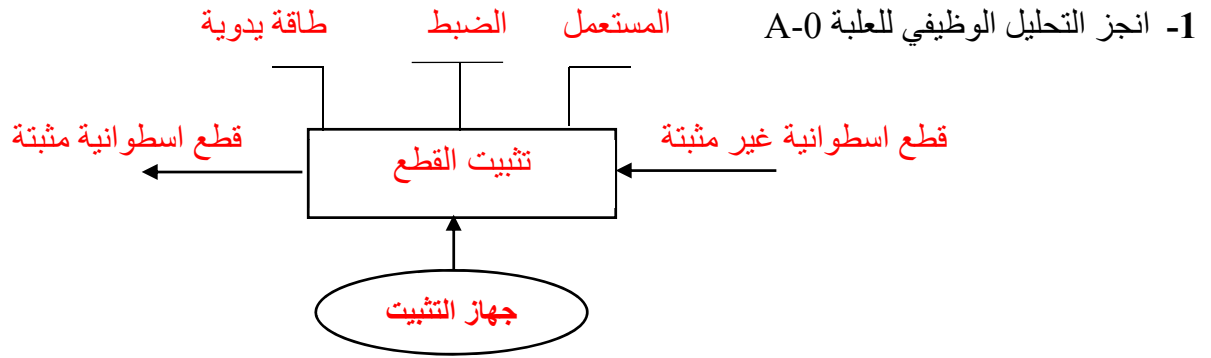 1- انجز التحليل الوظيفي للعلبة A-0
المستعمل
الضبط
طاقة يدوية
قطع اسطوانية غير مثبتة
تثبيت القطع
قطع اسطوانية مثبتة
جهاز التثبيت